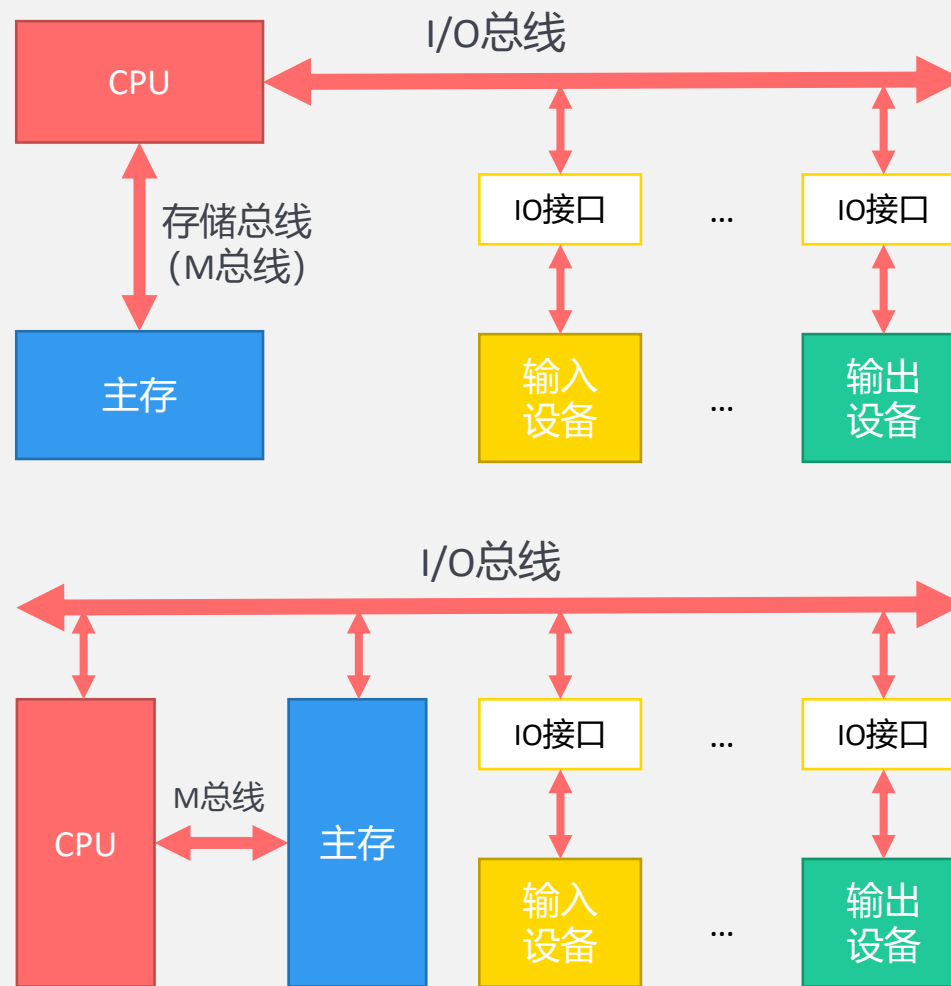 I/O总线
CPU
存储总线
（M总线）
IO接口
...
IO接口
主存
输入
设备
...
输出
设备
I/O总线
IO接口
...
IO接口
M总线
CPU
主存
输入
设备
...
输出
设备